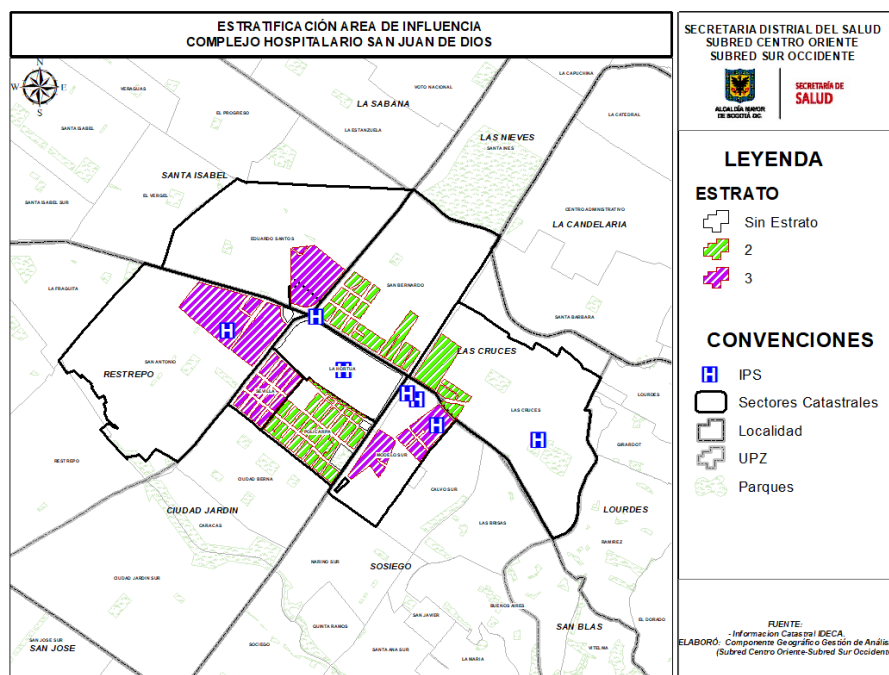 ESTRATIFICACIÓN AREA DE INFLUENCIA
COMPLEJO HOSPITALARIO SAN JUAN DE DIOS
SECRETARIA DISTRIAL DEL SALUD
SUBRED CENTRO ORIENTE
SUBRED SUR OCCIDENTE
ALCALDÍA MAYOR
DE BOGOTÁ DC.
SECRETARÍA DE
SALUD
LEYENDA
ESTRATO
Sin Estrato
2
3
CONVENCIONES
H IPS
Sectores Catastrales
Localidad
UPZ
Parques
FUENTE:
- Informacion Catastral IDECA.
ELABORÓ: Componente Geográfico Gestión de Análisi
(Subred Centro Oriente-Subred Sur Occidente
N
W E
S
LA CAPUCHINA
VERAGUAS
VOTO NACIONAL
LA SABANA
EL PROGRESO
LA CATEDRAL
SANTA ISABEL
LA ESTANZUELA
LAS NIEVES
SANTA INES
SANTA ISABEL
EL VERGEL
SANTA ISABEL SUR
CENTRO ADMINISTRATIVO
LA CANDELARIA
EDUARDO SANTOS
LA FRAGUITA
SAN BERNARDO
SANTA BARBARA
H
H
LAS CRUCES
SAN ANTONIO
RESTREPO
H
LA HORTUA
SEVILLA
H
H
LOURDES
LAS CRUCES
H
POLICARPA
H
GIRARDOT
MODELO SUR
RESTREPO
CIUDAD BERNA
CALVO SUR
CIUDAD JARDIN
CARACAS
LAS BRISAS
LOURDES
RAMIREZ
NARINO SUR
SOSIEGO
CIUDAD JARDIN SUR
BUENOS AIRES
SAN JAVIER
QUINTA RAMOS
SAN BLAS
EL DORADO
SAN JOSE SUR
SAN JOSE
SOCIEGO
SANTA ANA SUR
LA MARIA
VITELMA